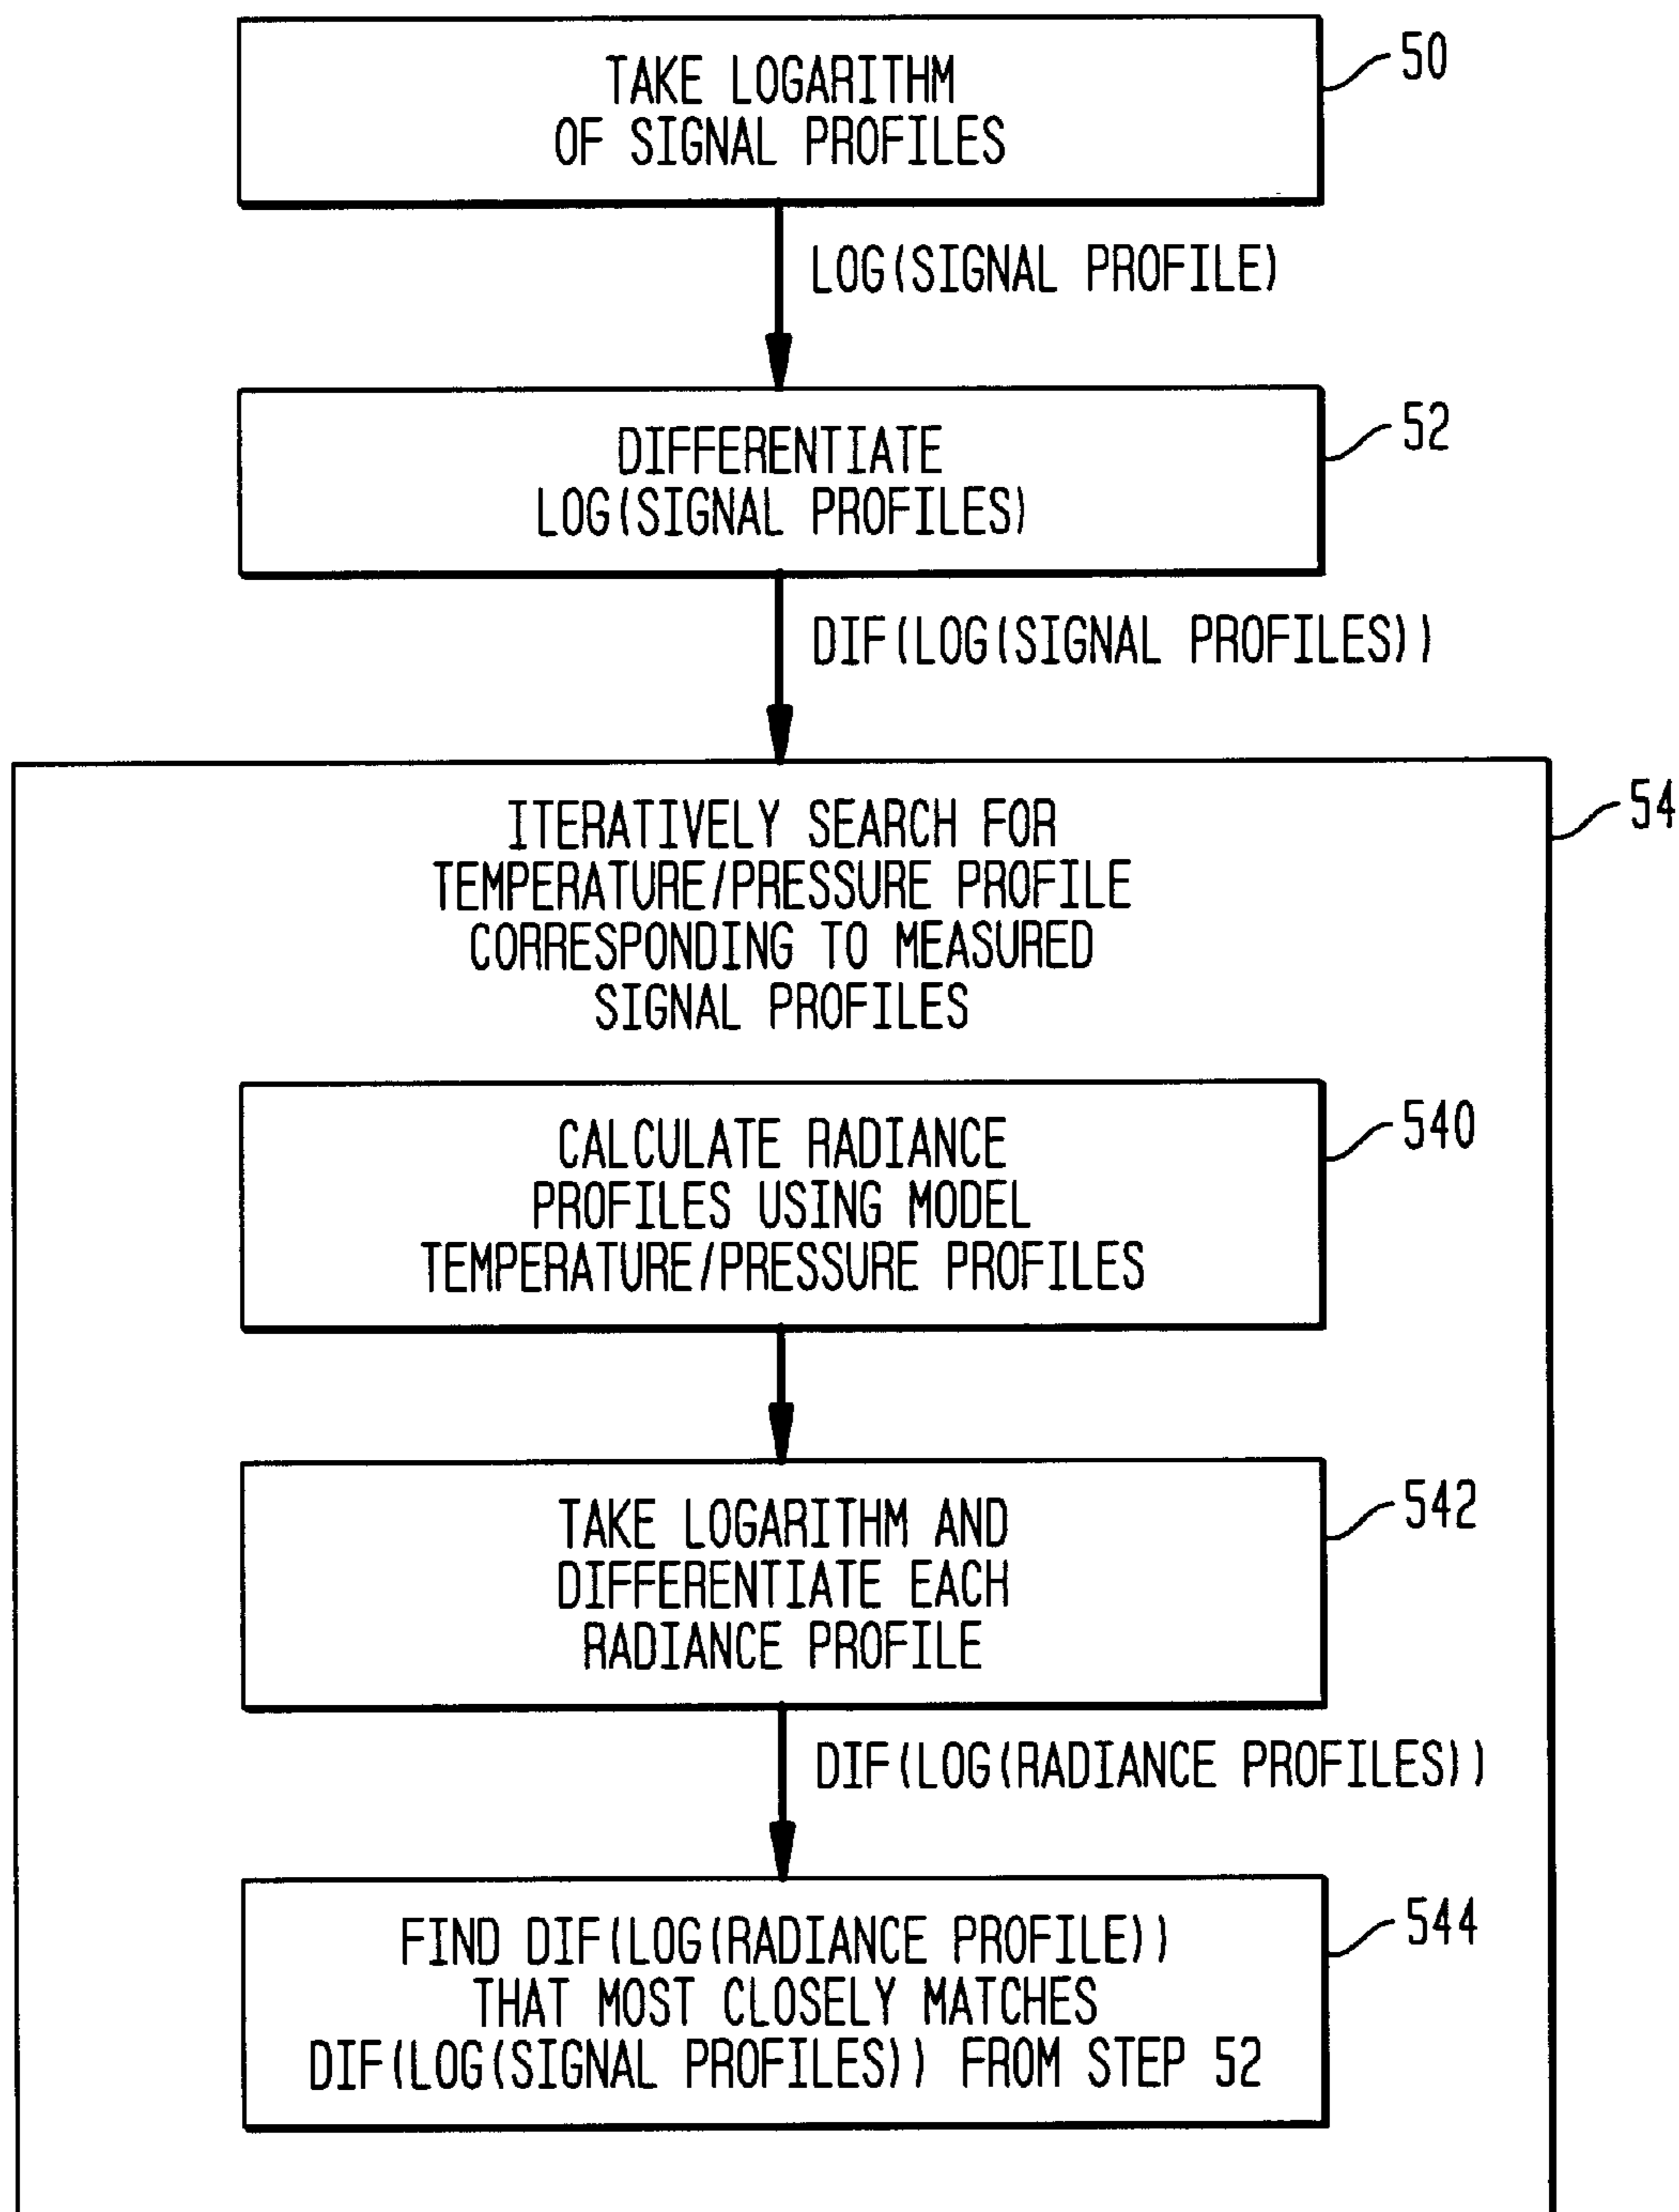 TAKE LOGARITHM
OF SIGNAL PROFILES
50
LOG(SIGNAL PROFILE)
DIFFERENTIATE
LOG(SIGNAL PROFILES)
52
DIF(LOG(SIGNAL PROFILES))
ITERATIVELY SEARCH FOR
TEMPERATURE/PRESSURE PROFILE
CORRESPONDING TO MEASURED
SIGNAL PROFILES
54
CALCULATE RADIANCE
PROFILES USING MODEL
TEMPERATURE/PRESSURE PROFILES
540
TAKE LOGARITHM AND
DIFFERENTIATE EACH
RADIANCE PROFILE
542
DIF(LOG(RADIANCE PROFILES))
FIND DIF(LOG(RADIANCE PROFILE))
THAT MOST CLOSELY MATCHES
DIF(LOG(SIGNAL PROFILES)) FROM STEP 52
544